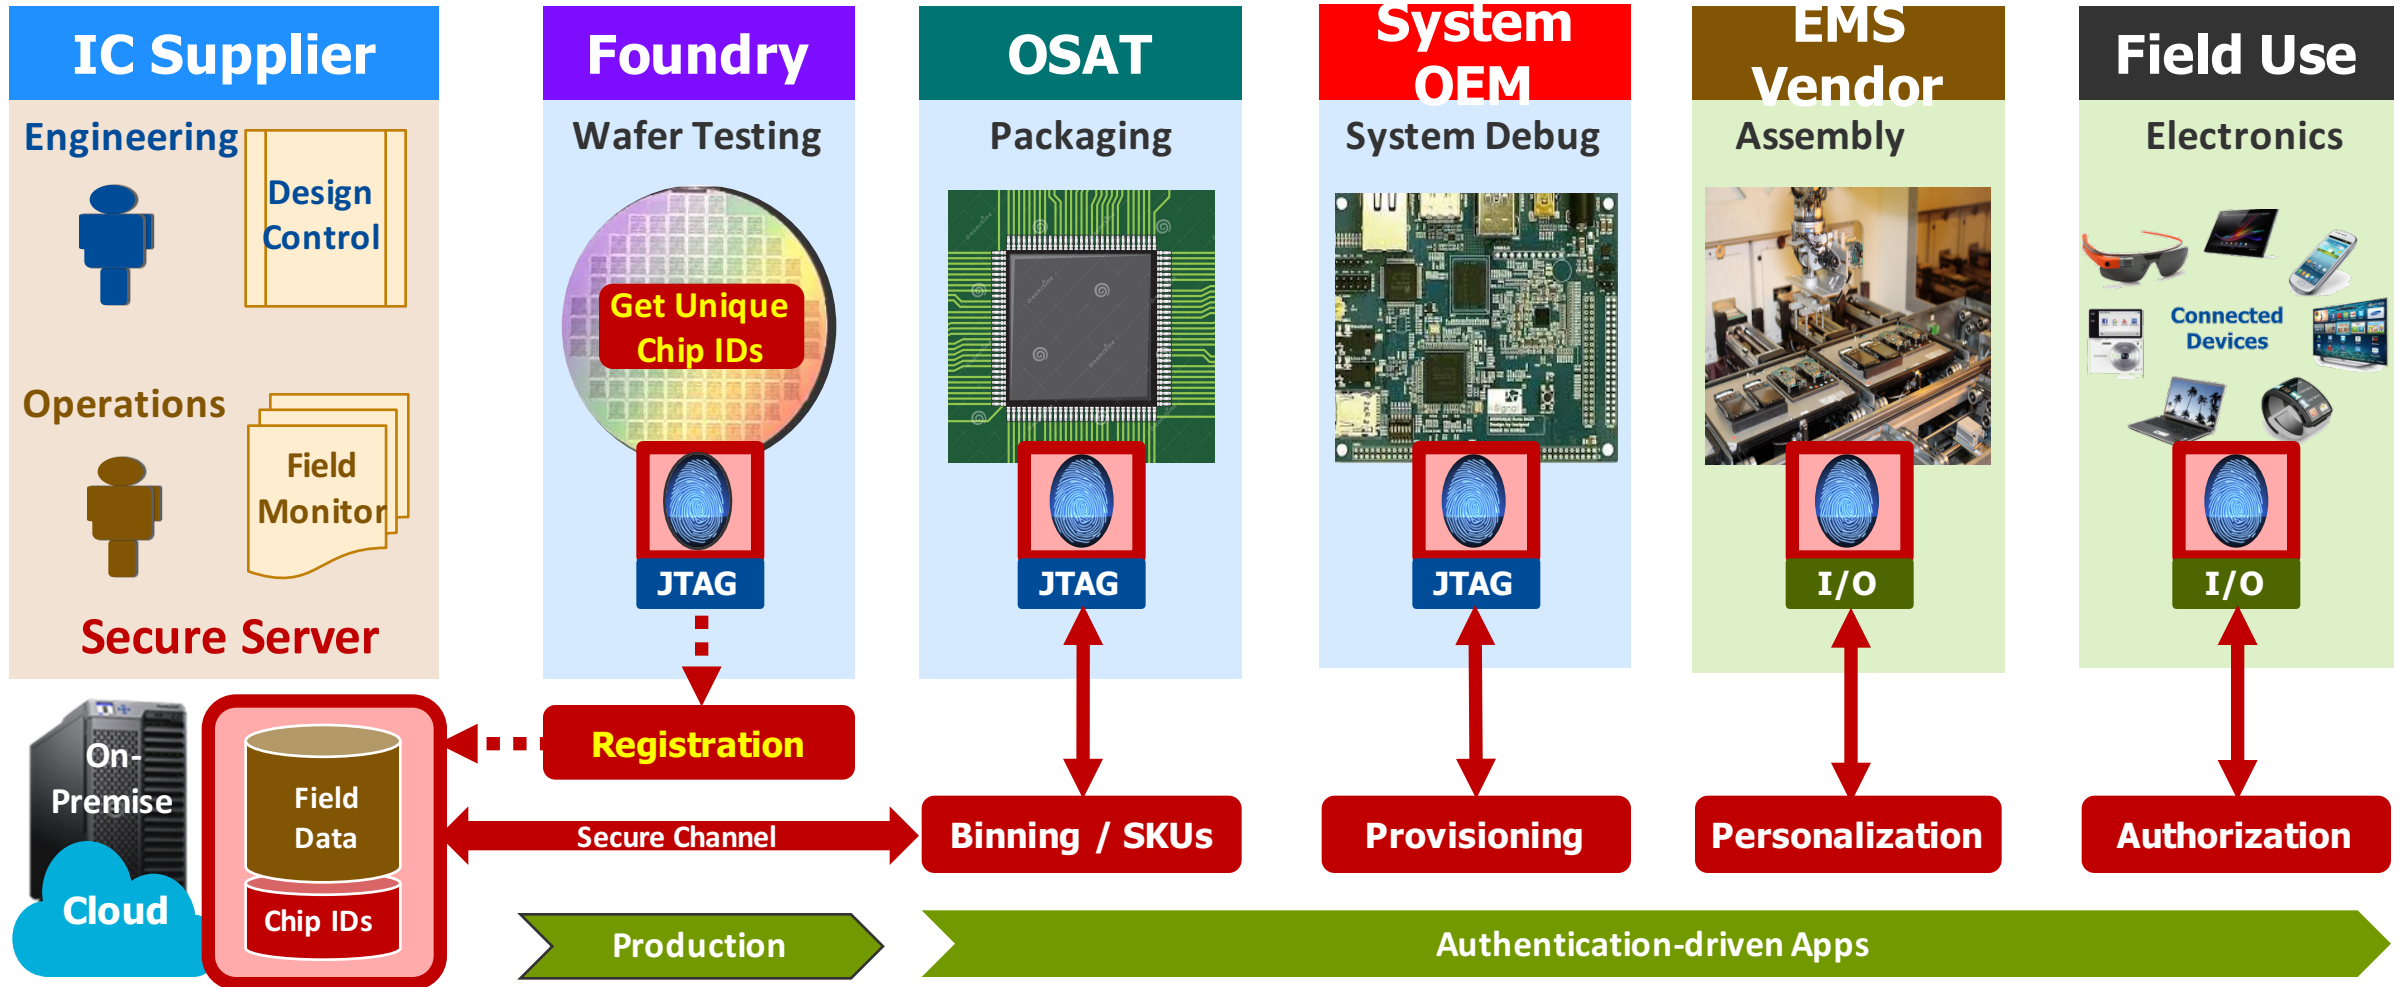 IC Supplier
Engineering
Design
Control
Operations
Field
Monitor
Secure Server
On-
Premise
Cloud
Field
Data
Chip IDs
Foundry
Wafer Testing
Get Unique
Chip IDs
JTAG
Registration
Secure Channel
Production
OSAT
Packaging
JTAG
Binning / SKUs
System
OEM
System Debug
JTAG
Provisioning
EMS
Vendor
Assembly
I/O
Personalization
Field Use
Electronics
Connected
Devices
I/O
Authorization
Authentication-driven Apps